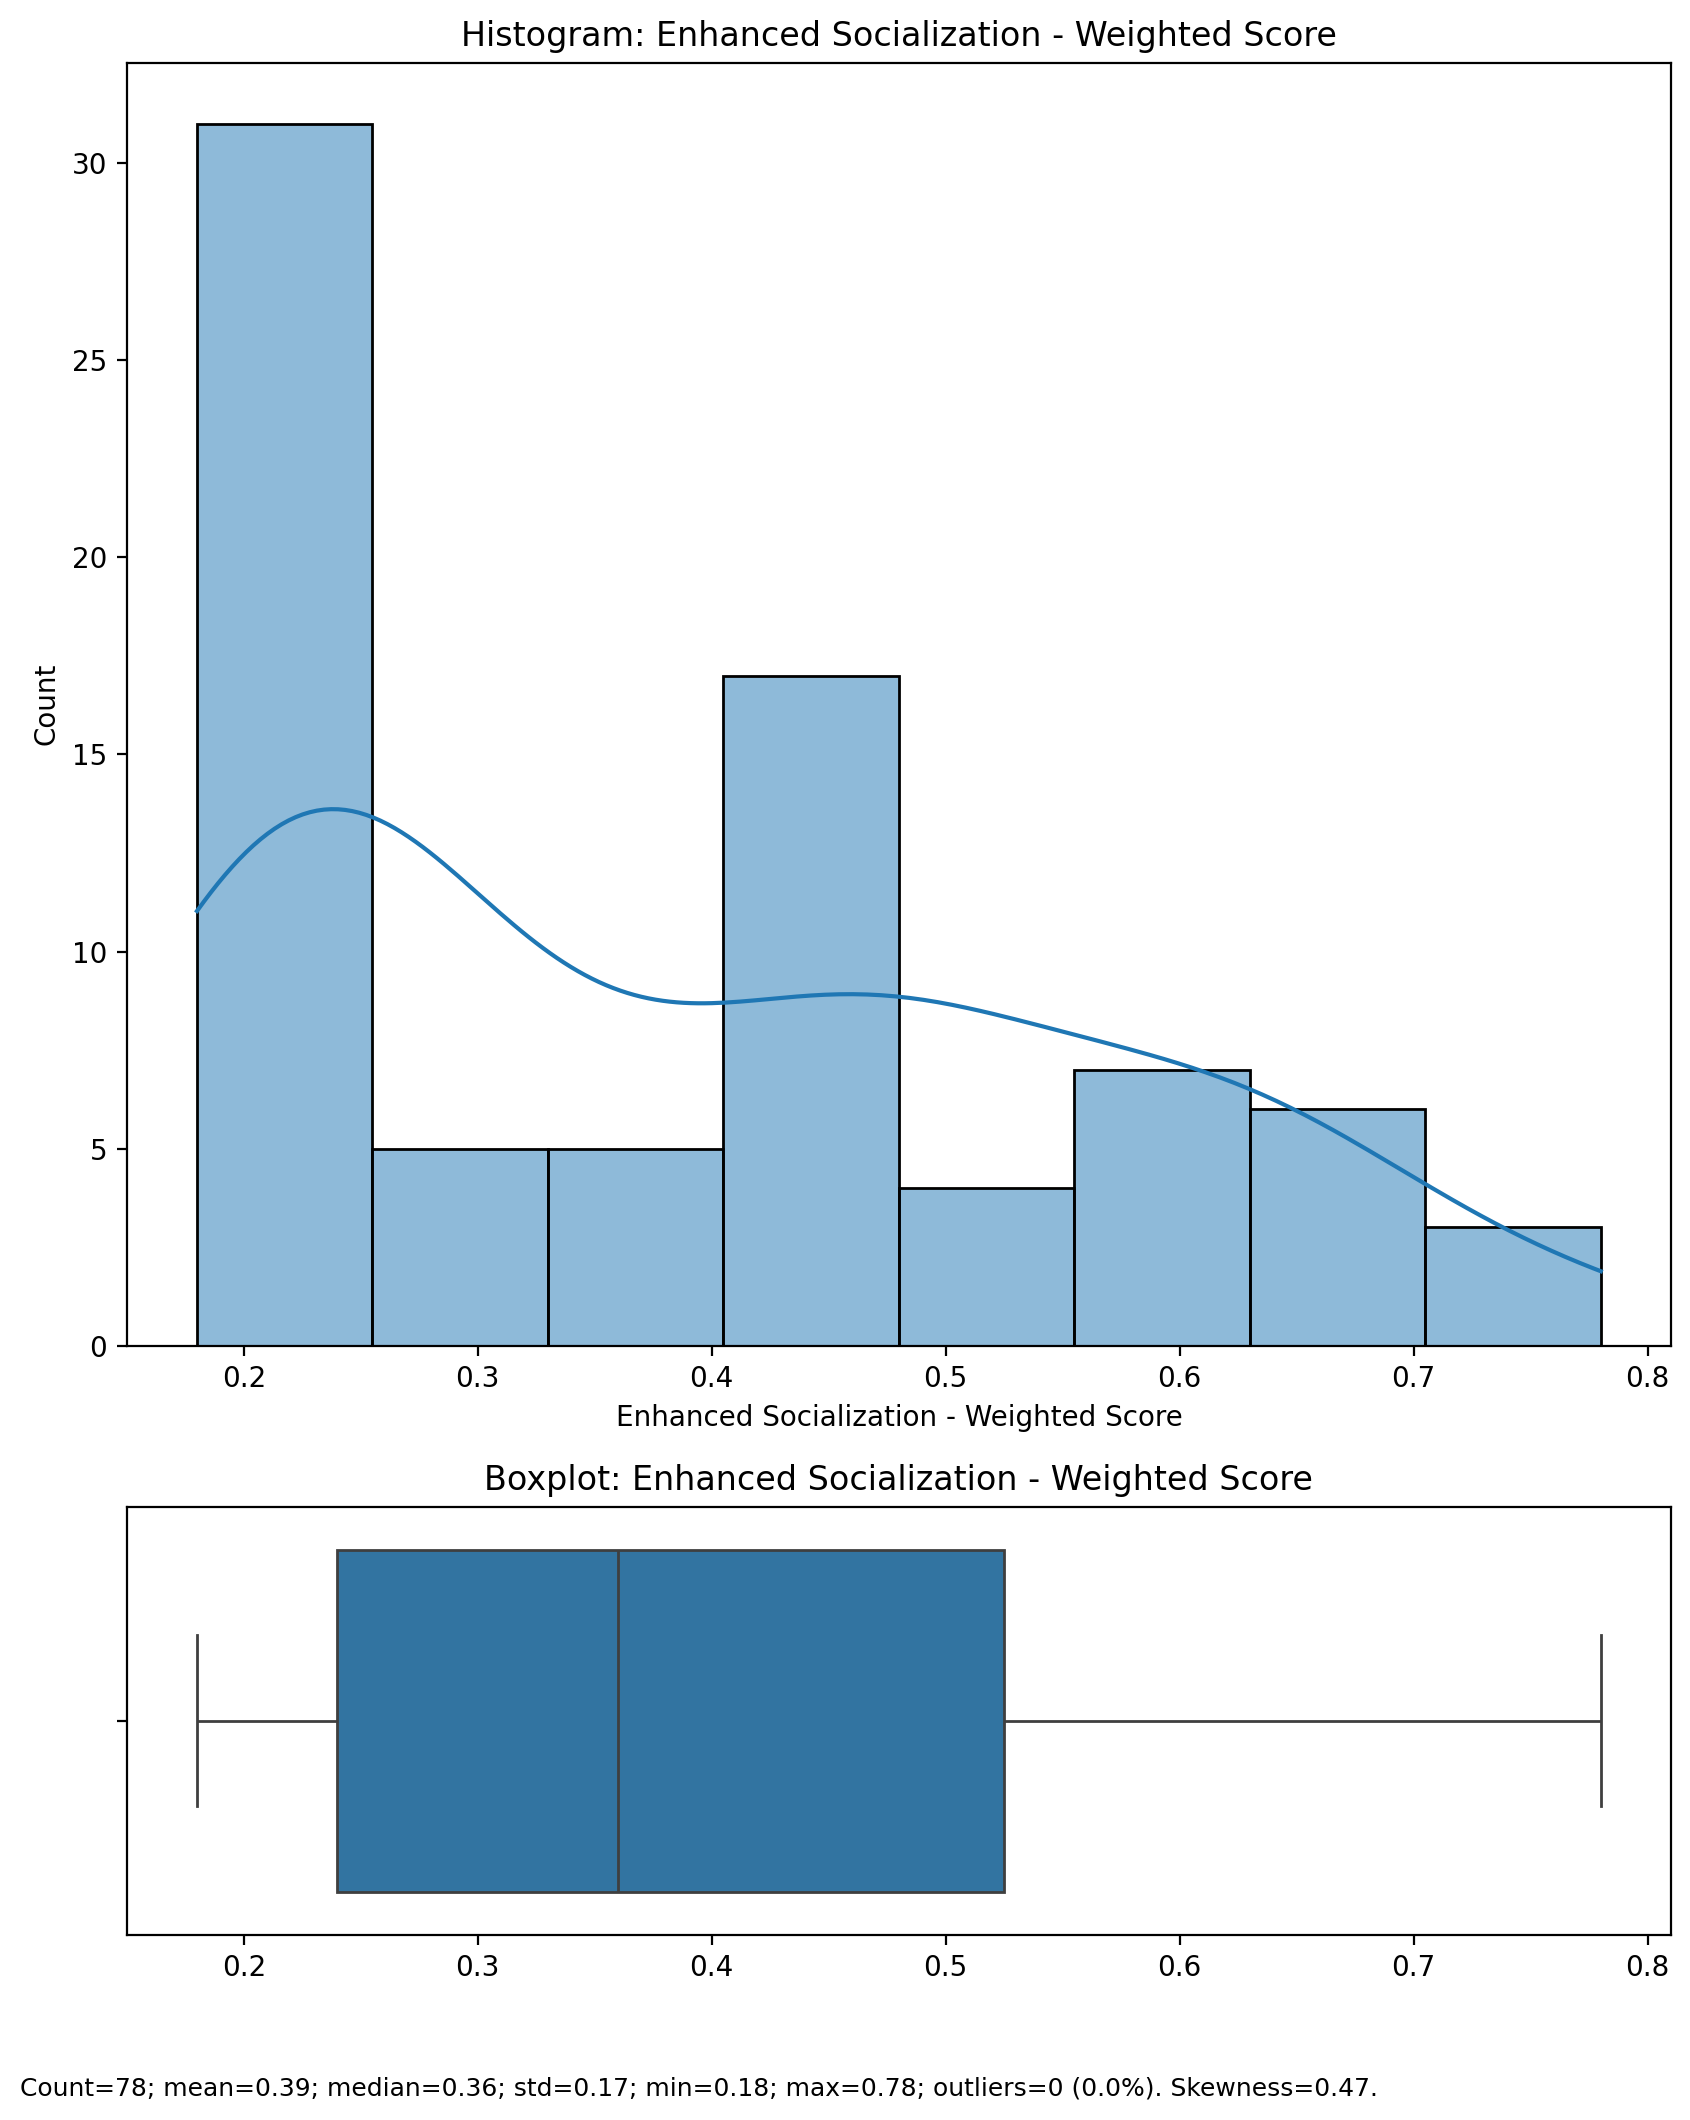 Histogram: Enhanced Socialization - Weighted Score
30
25
20
15
10
5
0
Count
0.2 0.3 0.4 0.5 0.6 0.7 0.8
Enhanced Socialization - Weighted Score
Boxplot: Enhanced Socialization - Weighted Score
0.2 0.3 0.4 0.5 0.6 0.7 0.8
Count=78; mean=0.39; median=0.36; std=0.17; min=0.18; max=0.78; outliers=0 (0.0%). Skewness=0.47.